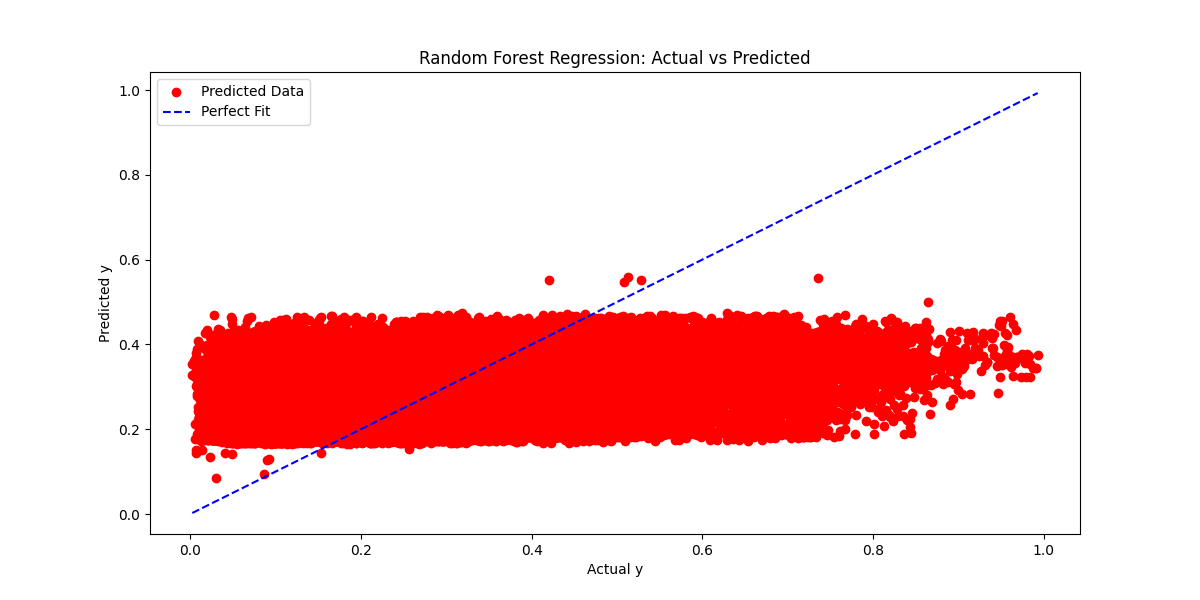 Random Forest Regression: Actual vs Predicted
Predicted Data
Perfect Fit
Predicted y
1.0
0.8
0.6
0.4
0.2
0.0
0.0 0.2 0.4 0.6 0.8 1.0
Actual y